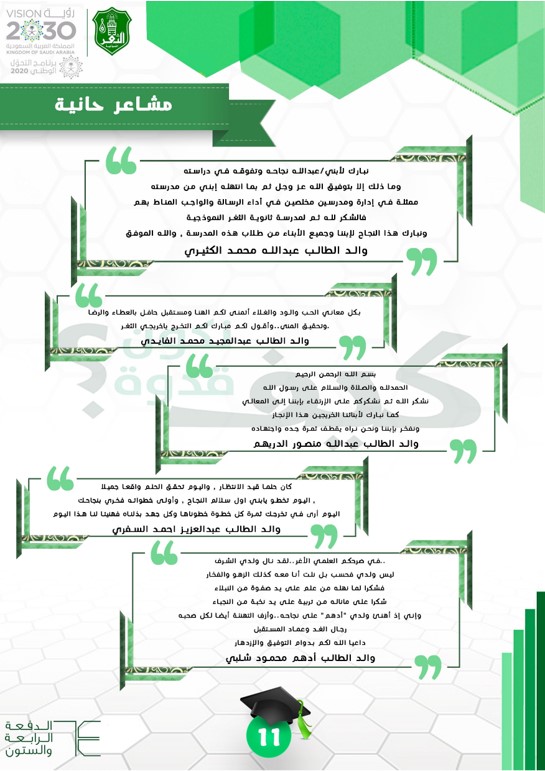 رؤية VISION
2030
المملكة العربية السعودية
KINGDOM OF SAUDI ARABIA
برنامج التحول
الوطني 2020
الثغر
مشاعر حانية
نبارك لأبني/عبدالله نجاحه وتفوقه في دراسته
وما ذلك إلا بتوفيق الله عز وجل ثم بما انتهله إبني من مدرسته
ممثلة في إدارة ومدرسين مخلصين في أداء الرسالة والواجب المناط بهم
فالشكر لله ثم لمدرسة ثانوية الثغر النموذجية
ونبارك هذا النجاح لإبننا وجميع الأبناء من طلاب هذه المدرسة , والله الموفق
والد الطالب عبدالله محمد الكثيري
بكل معاني الحب والود والغلاء أتمنى لكم الهنا ومستقبل حافل بالعطاء والرضا
وتحقيق المنى..وأقول لكم مبارك لكم التخرج ياخريجي الثغر.
والد الطالب عبدالمجيد محمد الفايدي
كيف ؟
بدون
قدوة
بسم الله الرحمن الرحيم
الحمدلله والصلاة والسلام على رسول الله
نشكر الله ثم نشكركم على الإرتقاء بإبننا إلى المعالي
كما نبارك لأبنائنا الخريجين هذا الإنجاز
ونفخر بإبننا ونحن نراه يقطف ثمرة جده واجتهاده
والد الطالب عبدالله منصور الدريهم
كان حلما قيد الانتظار , واليوم تحقق الحلم واقعا جميلا
, اليوم تخطو يابني اول سلالم النجاح , وأولى خطواته فخري بنجاحك
اليوم أرى في تخرجك ثمرة كل خطوة خطوناها وكل جهد بذلناه فهنيئا لنا هذا اليوم
والد الطالب عبدالعزيز احمد السفري
..في صرحكم العلمي الأغر..لقد نال ولدي الشرف
ليس ولدي فحسب بل نلت أنا معه كذلك الزهو والفخار
فشكرا لما نهله من علم على يد صفوة من النبلاء
شكرا على ماناله من تربية على يد نخبة من النجباء
وإني إذ أهنئ ولدي "أدهم" على نجاحه..وأزف التهنئة أيضا لكل صحبه
رجال الغد وعماد المستقبل
داعيا الله لكم بدوام التوفيق والإزدهار
والد الطالب أدهم محمود شلبي
الدفعة
الرابعة
والستون
11